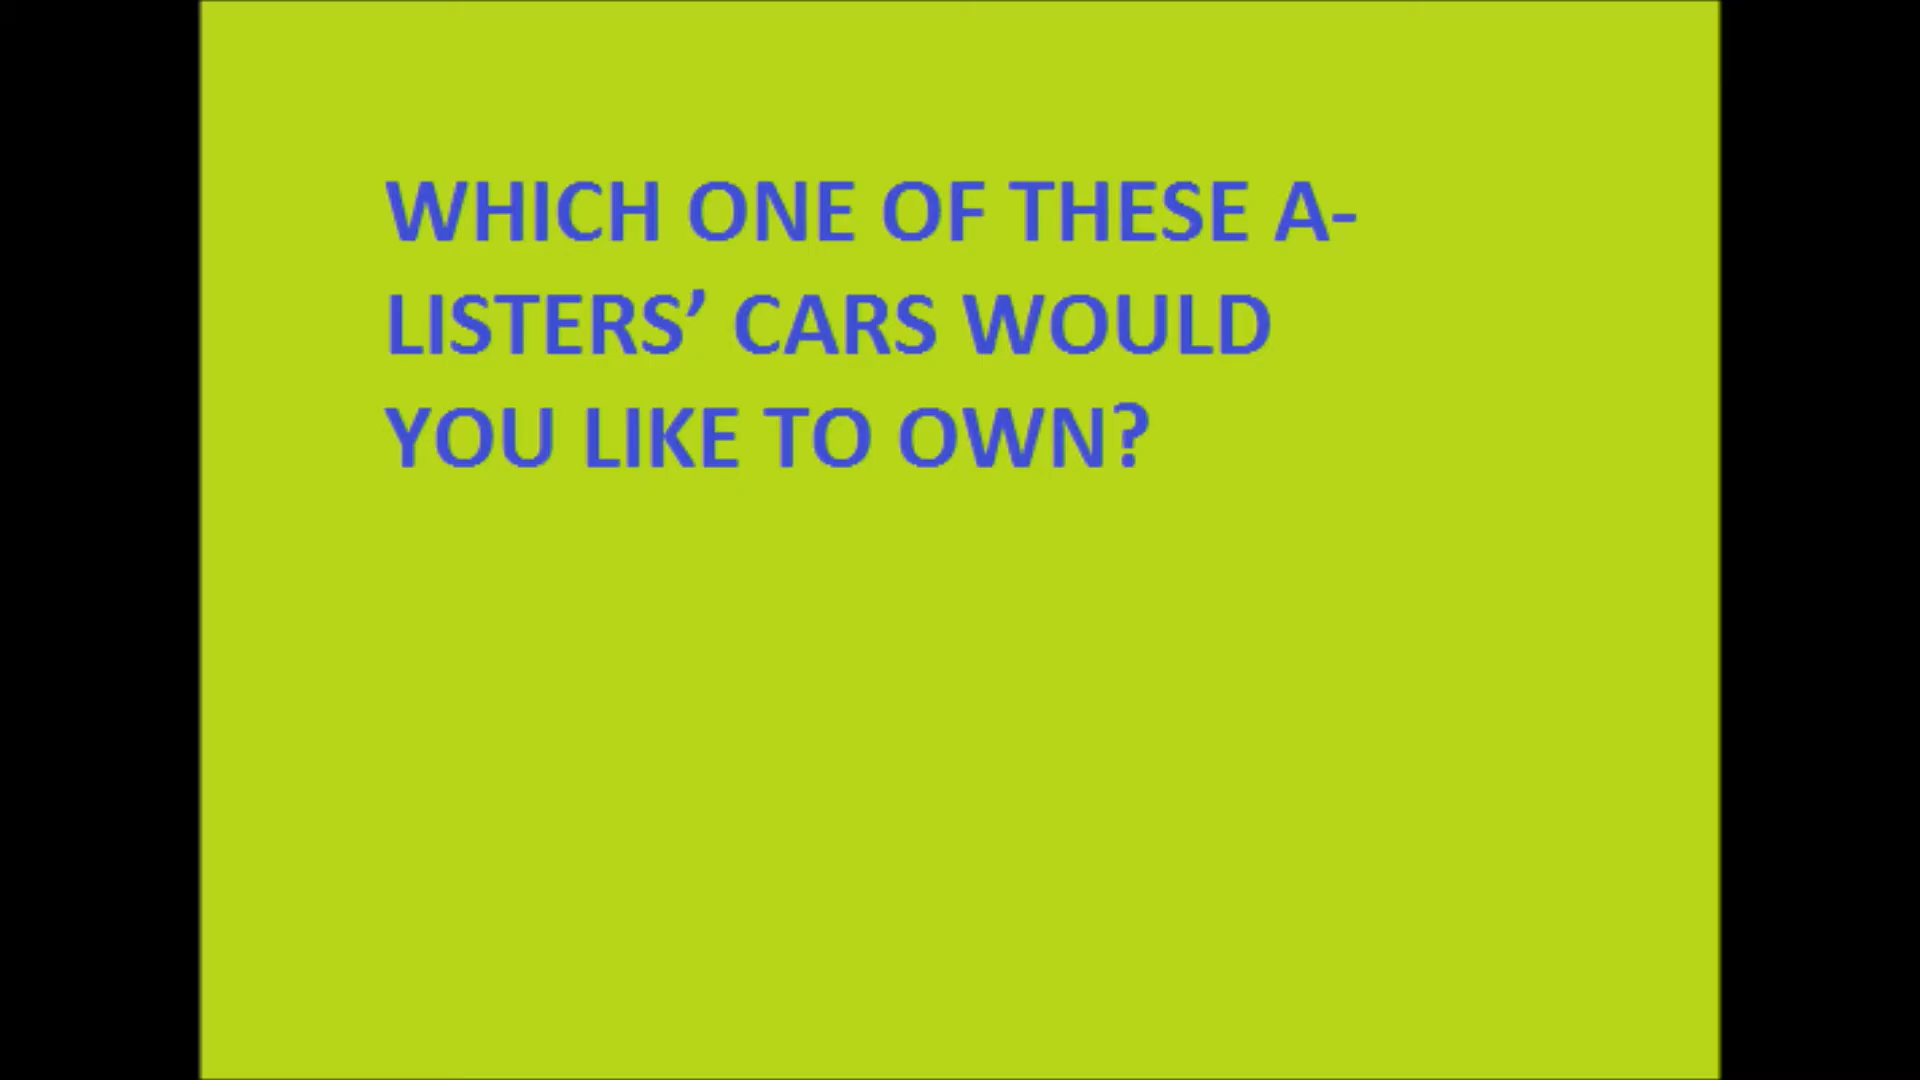 WHICH ONE OF THESE A-
LISTERS’ CARS WOULD
YOU LIKE TO OWN?